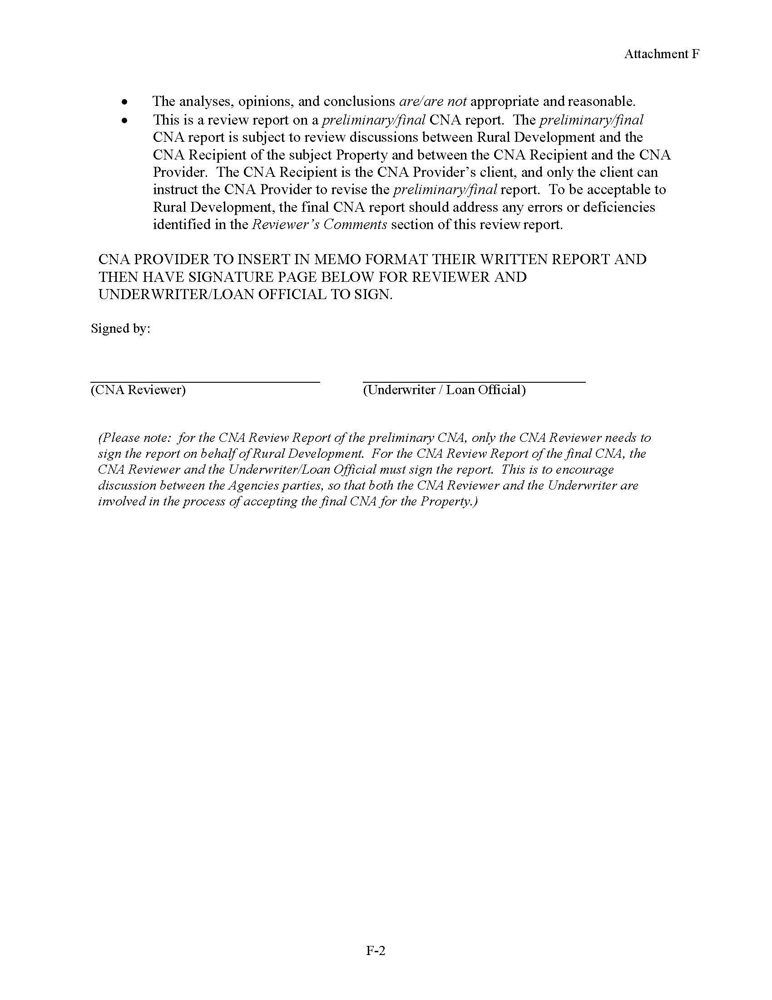 Attachment F
• The analyses, opinions, and conclusions are/are not appropriate and reasonable.
• This is a review report on a preliminary/final CNA report. The preliminary/final
CNA report is subject to review discussions between Rural Development and the
CNA Recipient of the subject Property and between the CNA Recipient and the CNA
Provider. The CNA Recipient is the CNA Provider’s client, and only the client can
instruct the CNA Provider to revise the preliminary/final report. To be acceptable to
Rural Development, the final CNA report should address any errors or deficiencies
identified in the Reviewer’s Comments section of this review report.
CNA PROVIDER TO INSERT IN MEMO FORMAT THEIR WRITTEN REPORT AND
THEN HAVE SIGNATURE PAGE BELOW FOR REVIEWER AND
UNDERWRITER/LOAN OFFICIAL TO SIGN.
Signed by:
(CNA Reviewer) (Underwriter / Loan Official)
(Please note: for the CNA Review Report of the preliminary CNA, only the CNA Reviewer needs to
sign the report on behalf of Rural Development. For the CNA Review Report of the final CNA, the
CNA Reviewer and the Underwriter/Loan Official must sign the report. This is to encourage
discussion between the Agencies parties, so that both the CNA Reviewer and the Underwriter are
involved in the process of accepting the final CNA for the Property.)
F-2